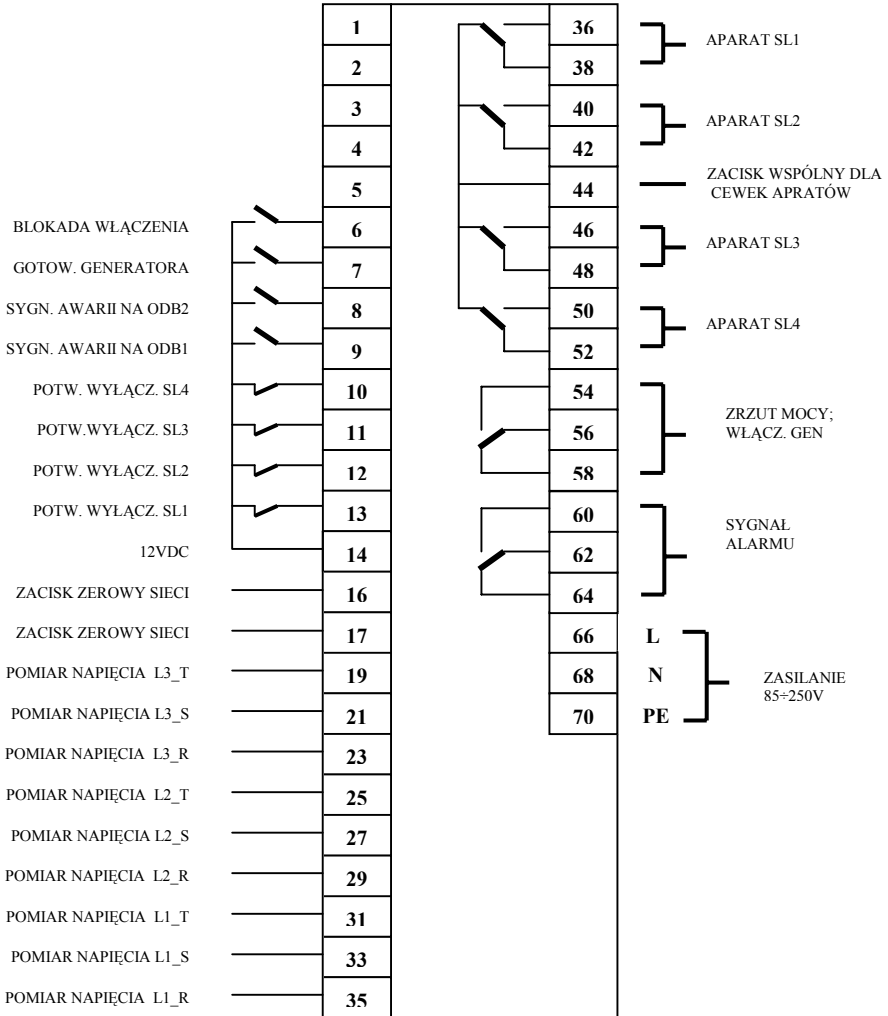 1
2
3
4
5
BLOKADA WŁĄCZENIA 6
GOTOW. GENERATORA 7
SYGN. AWARII NA ODB2 8
SYGN. AWARII NA ODB1 9
POTW. WYŁĄCZ. SL4 10
POTW.WYŁĄCZ. SL3 11
POTW. WYŁĄCZ. SL2 12
POTW. WYŁĄCZ. SL1 13
12VDC 14
ZACISK ZEROWY SIECI 16
ZACISK ZEROWY SIECI 17
POMIAR NAPIĘCIA L3_T 19
POMIAR NAPIĘCIA L3_S 21
POMIAR NAPIĘCIA L3_R 23
POMIAR NAPIĘCIA L2_T 25
POMIAR NAPIĘCIA L2_S 27
POMIAR NAPIĘCIA L2_R 29
POMIAR NAPIĘCIA L1_T 31
POMIAR NAPIĘCIA L1_S 33
POMIAR NAPIĘCIA L1_R 35
36
APARAT SL1
38
40
APARAT SL2
42
44
ZACISK WSPÓLNY DLA
CEWEK APRATÓW
46
APARAT SL3
48
50
APARAT SL4
52
54
56
58
ZRZUT MOCY;
WŁĄCZ. GEN
60
62
64
SYGNAŁ
ALARMU
66 L
68 N
70 PE
ZASILANIE
85÷250V